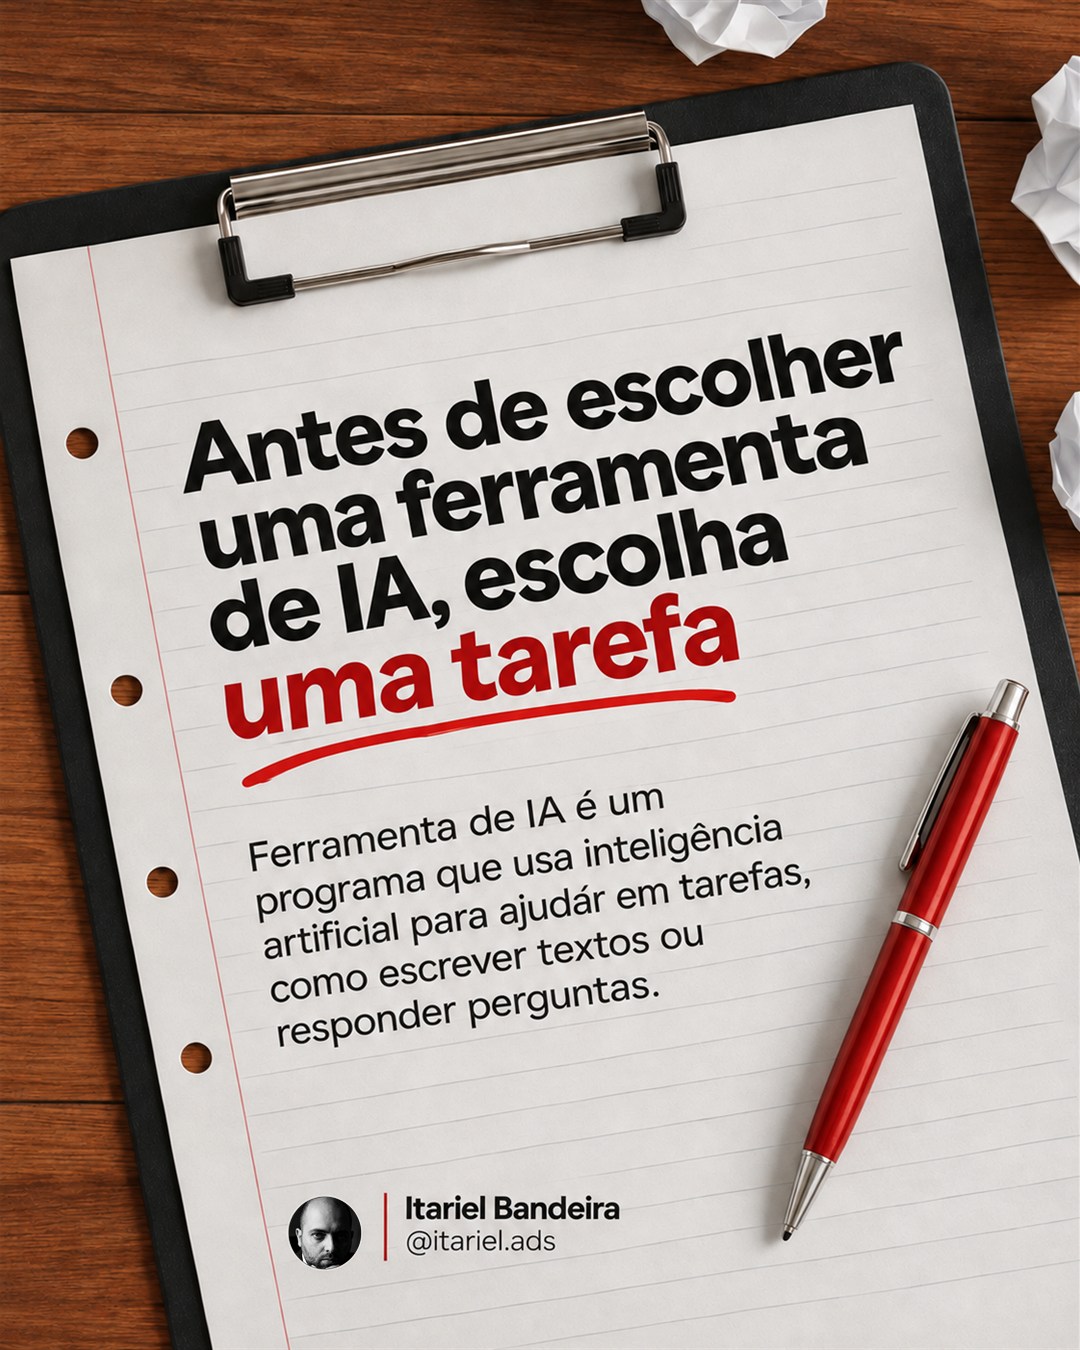 Antes de escolher
uma ferramenta
de IA, escolha
uma tarefa
Ferramenta de IA é um
programa que usa inteligência
artificial para ajudár em tarefas,
como escrever textos ou
responder perguntas.
Itariel Bandeira
@itariel.ads